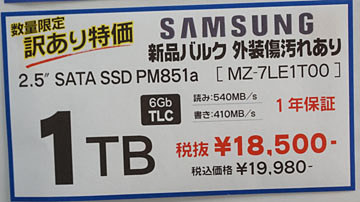 数量限定
訳あり特価
SAMSUNG
新品バルク 外装傷汚れあり
2.5" SATA SSD PM851a [MZ-7LE1T00]
1TB
6Gb
TLC
読み:540MB/s
書き:410MB/s
1年保証
税抜 ¥18,500-
税込価格 ¥19,980-